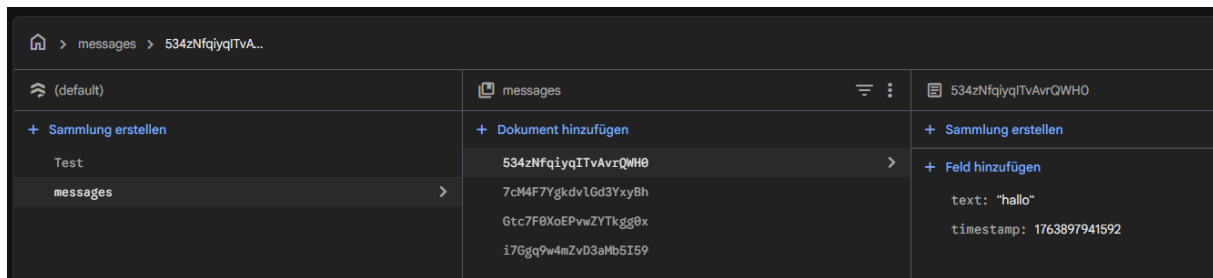 messages > 534zNfqiyqITvA...
(default)
+ Sammlung erstellen
Test
messages
messages
+ Dokument hinzufügen
534zNfqiyqITvAvrQWH0
7cM4F7YgkdvlGd3YxyBh
Gtc7F0XoEPvwZYTkgg0x
i7Ggq9w4mZvD3aMb5I59
534zNfqiyqITvAvrQWH0
+ Sammlung erstellen
+ Feld hinzufügen
text: "hallo"
timestamp: 1763897941592